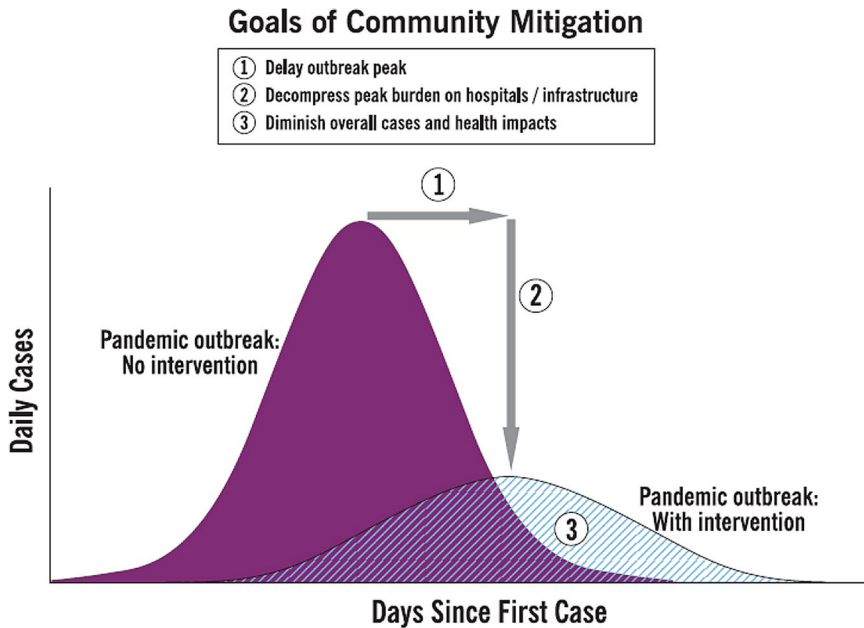 Goals of Community Mitigation
1 Delay outbreak peak
2 Decompress peak burden on hospitals / infrastructure
3 Diminish overall cases and health impacts
1
2
Pandemic outbreak:
No intervention
Daily Cases
3
Pandemic outbreak:
With intervention
Days Since First Case